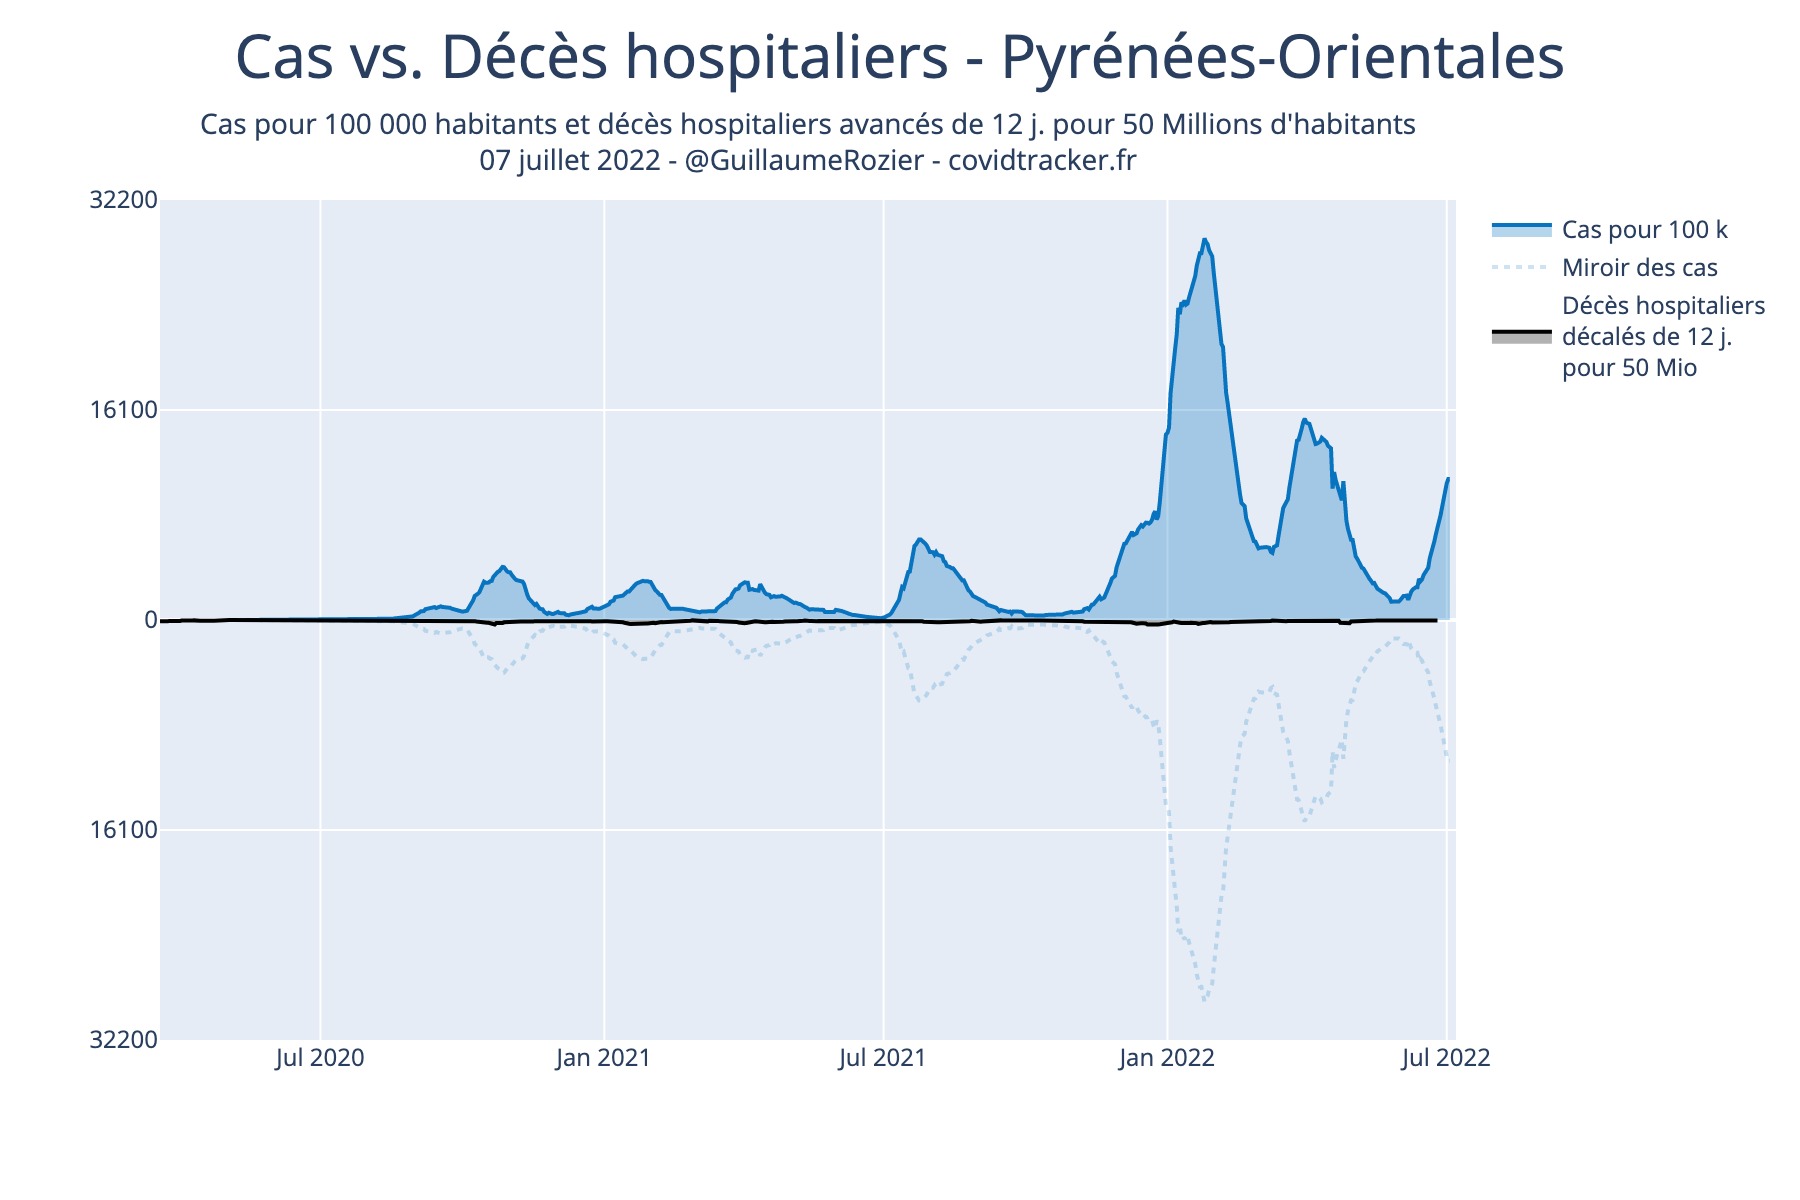 Cas vs. Décès hospitaliers - Pyrénées-Orientales
Cas pour 100 000 habitants et décès hospitaliers avancés de 12 j. pour 50 Millions d'habitants
07 juillet 2022 - @GuillaumeRozier - covidtracker.fr
32200
16100
0
16100
32200
Jul 2020
Jan 2021
Jul 2021
Jan 2022
Jul 2022
Cas pour 100 k
Miroir des cas
Décès hospitaliers
décalés de 12 j.
pour 50 Mio